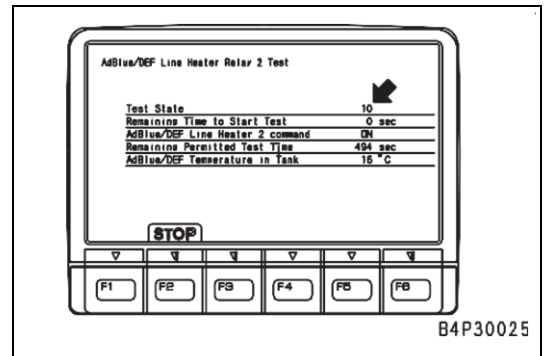 AdBlue/DEF Line Heater Relay 2 Test
Test State 10
Remaining Time to Start Test 0 sec
AdBlue/DEF Line Heater 2 command ON
Remaining Permitted Test Time 494 sec
AdBlue/DEF Temperature in Tank 16 °C
STOP
F1 F2 F3 F4 F5 F6
B4P30025